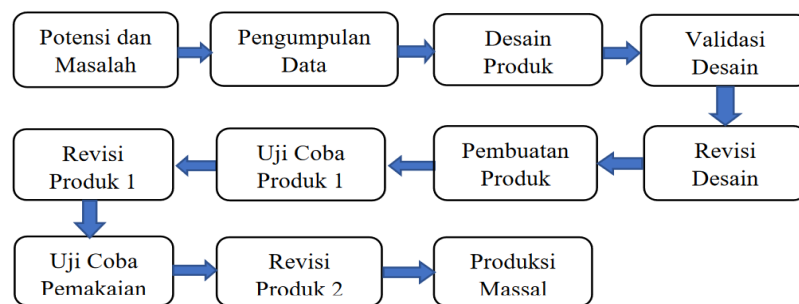 Potensi dan
Masalah
Pengumpulan
Data
Desain
Produk
Validasi
Desain
Revisi
Desain
Pembuatan
Produk
Uji Coba
Produk 1
Revisi
Produk 1
Uji Coba
Pemakaian
Revisi
Produk 2
Produksi
Massal